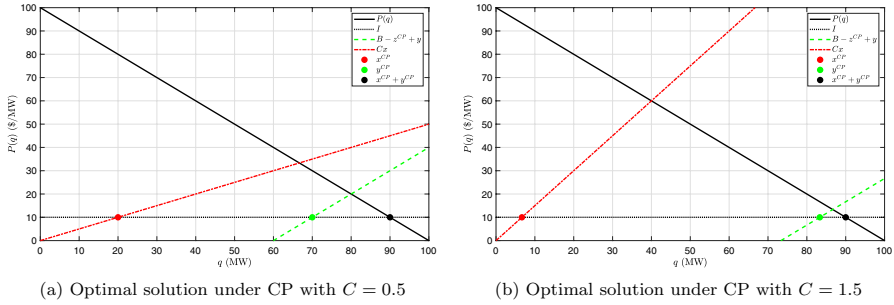 100
90
80
70
60
50
40
30
20
10
0
P(q) ($/MW)
0 10 20 30 40 50 60 70 80 90 100
q (MW)
P(q)
I
B − z^{CP} + y
Cx
x^{CP}
y^{CP}
x^{CP} + y^{CP}
(a) Optimal solution under CP with C = 0.5
100
90
80
70
60
50
40
30
20
10
0
P(q) ($/MW)
0 10 20 30 40 50 60 70 80 90 100
q (MW)
P(q)
I
B − z^{CP} + y
Cx
x^{CP}
y^{CP}
x^{CP} + y^{CP}
(b) Optimal solution under CP with C = 1.5